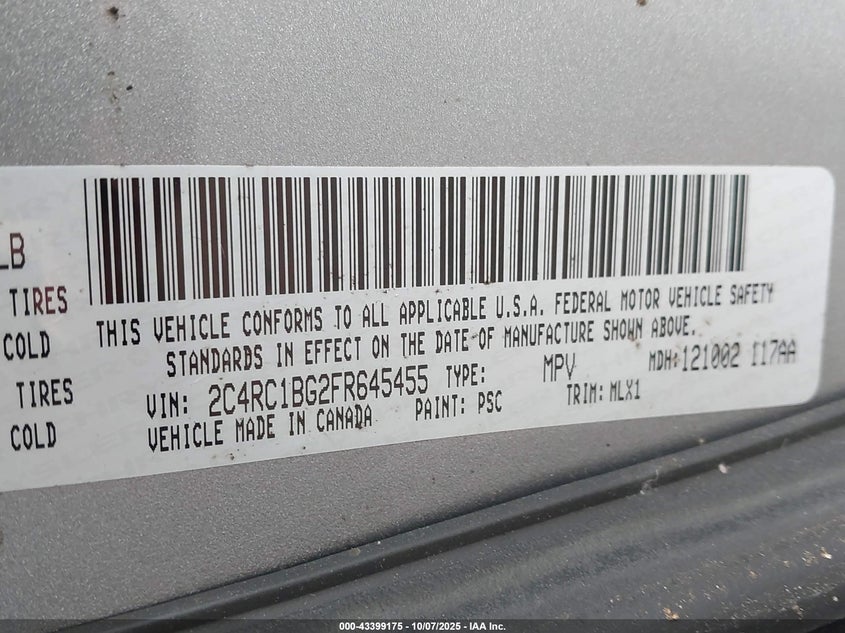 LB
TIRES
COLD
TIRES
COLD
THIS VEHICLE CONFORMS TO ALL APPLICABLE U.S.A. FEDERAL MOTOR VEHICLE SAFETY
STANDARDS IN EFFECT ON THE DATE OF MANUFACTURE SHOWN ABOVE.
VIN: 2C4RC1BG2FR645455 TYPE: MPV MDH:121002 117AA
VEHICLE MADE IN CANADA PAINT: PSC TRIM: MLX1
000-43399175 - 10/07/2025 - IAA Inc.